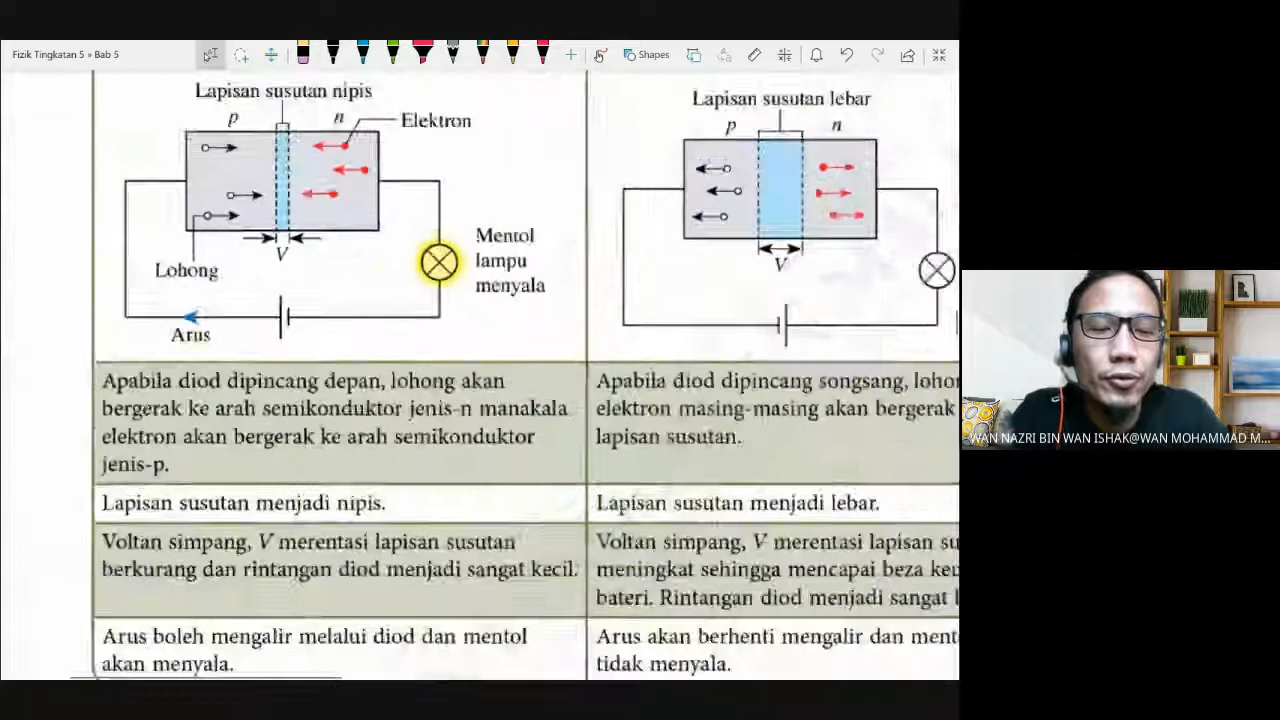 Fizik Tingkatan 5 » Bab 5
Shapes
Lapisan susutan nipis
p
n
Elektron
V
Lohong
Mentol
lampu
menyala
Arus
Apabila diod dipincang depan, lohong akan
bergerak ke arah semikonduktor jenis-n manakala
elektron akan bergerak ke arah semikonduktor
jenis-p.
Lapisan susutan menjadi nipis.
Voltan simpang, V merentasi lapisan susutan
berkurang dan rintangan diod menjadi sangat kecil.
Arus boleh mengalir melalui diod dan mentol
akan menyala.
Lapisan susutan lebar
p
n
V
Apabila diod dipincang songsang,
elektron masing-masing akan bergerak
lapisan susutan.
Lapisan susutan menjadi lebar.
Voltan simpang, V merentasi lapisan
meningkat sehingga mencapai beza
bateri. Rintangan diod menjadi sangat
Arus akan berhenti mengalir dan
tidak menyala.
WAN NAZRI BIN WAN ISHAK@WAN MOHAMMAD M...